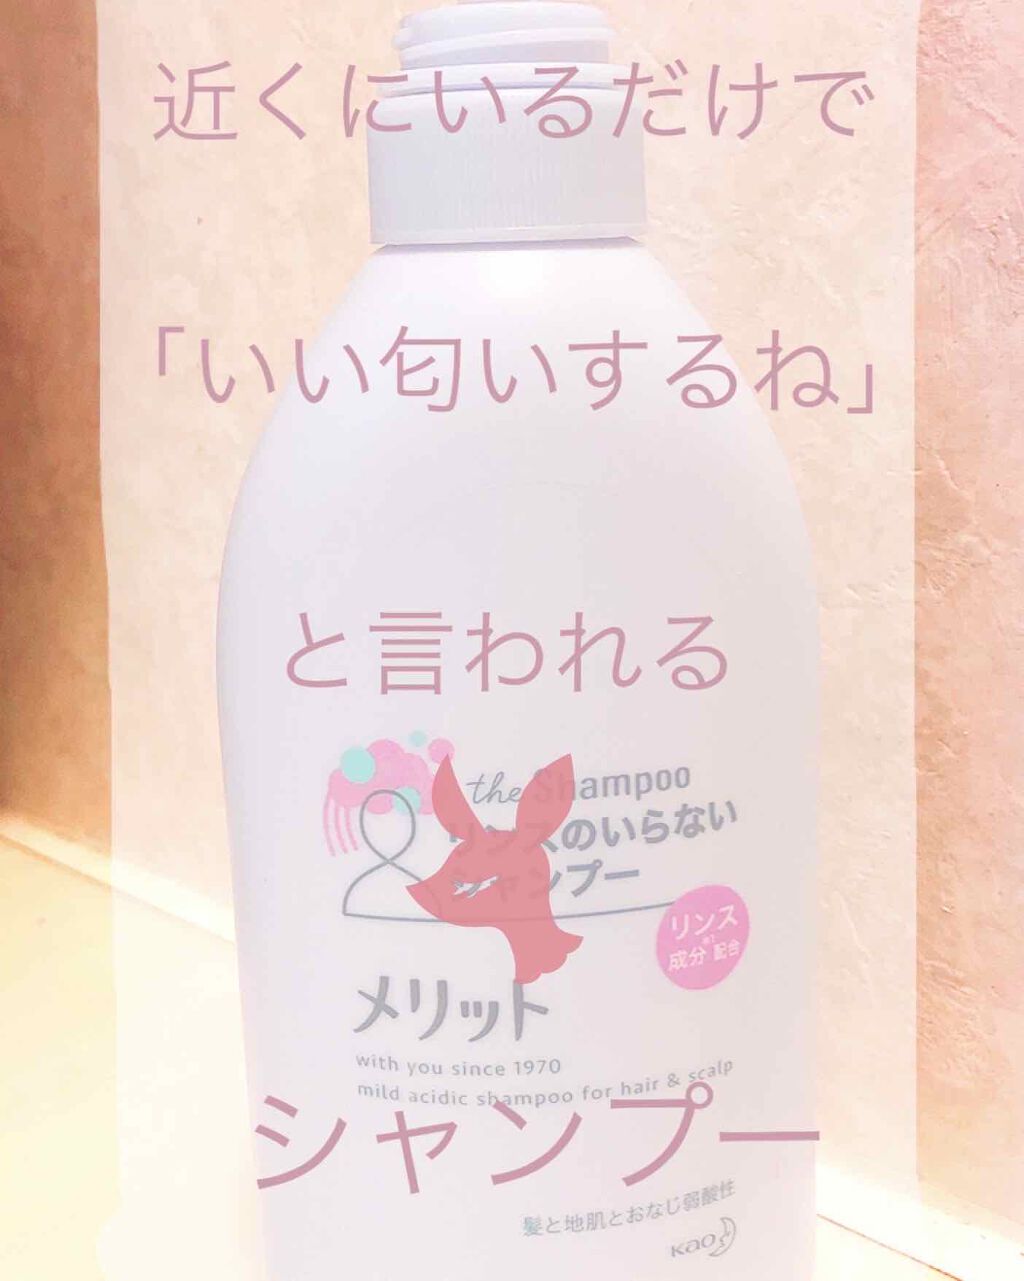 近くにいるだけで
「いい匂いするね」
と言われる
the Shampoo
リンスのいらない
シャンプー
リンス
※1
成分 配合
メリット
with you since 1970
mild acidic shampoo for hair & scalp
シャンプー
髪と地肌とおなじ弱酸性
Kao